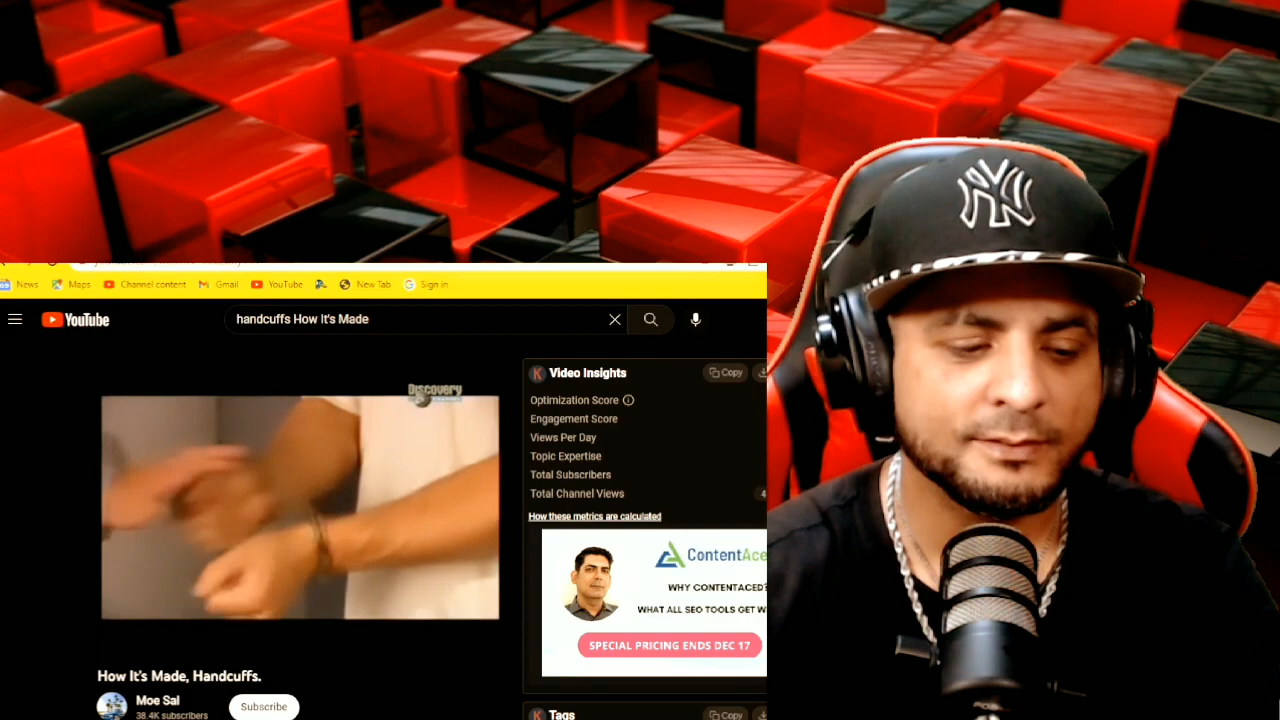 NY
News
Maps
Channel content
Gmail
YouTube
New Tab
Sign in
YouTube
handcuffs How It's Made
Discovery
Video Insights
Copy
Optimization Score
Engagement Score
Views Per Day
Topic Expertise
Total Subscribers
Total Channel Views
4
How these metrics are calculated
ContentAce
WHY CONTENTACED?
WHAT ALL SEO TOOLS GET W
SPECIAL PRICING ENDS DEC 17
How It's Made, Handcuffs.
Moe Sal
38.4K subscribers
Subscribe
Tags
Copy